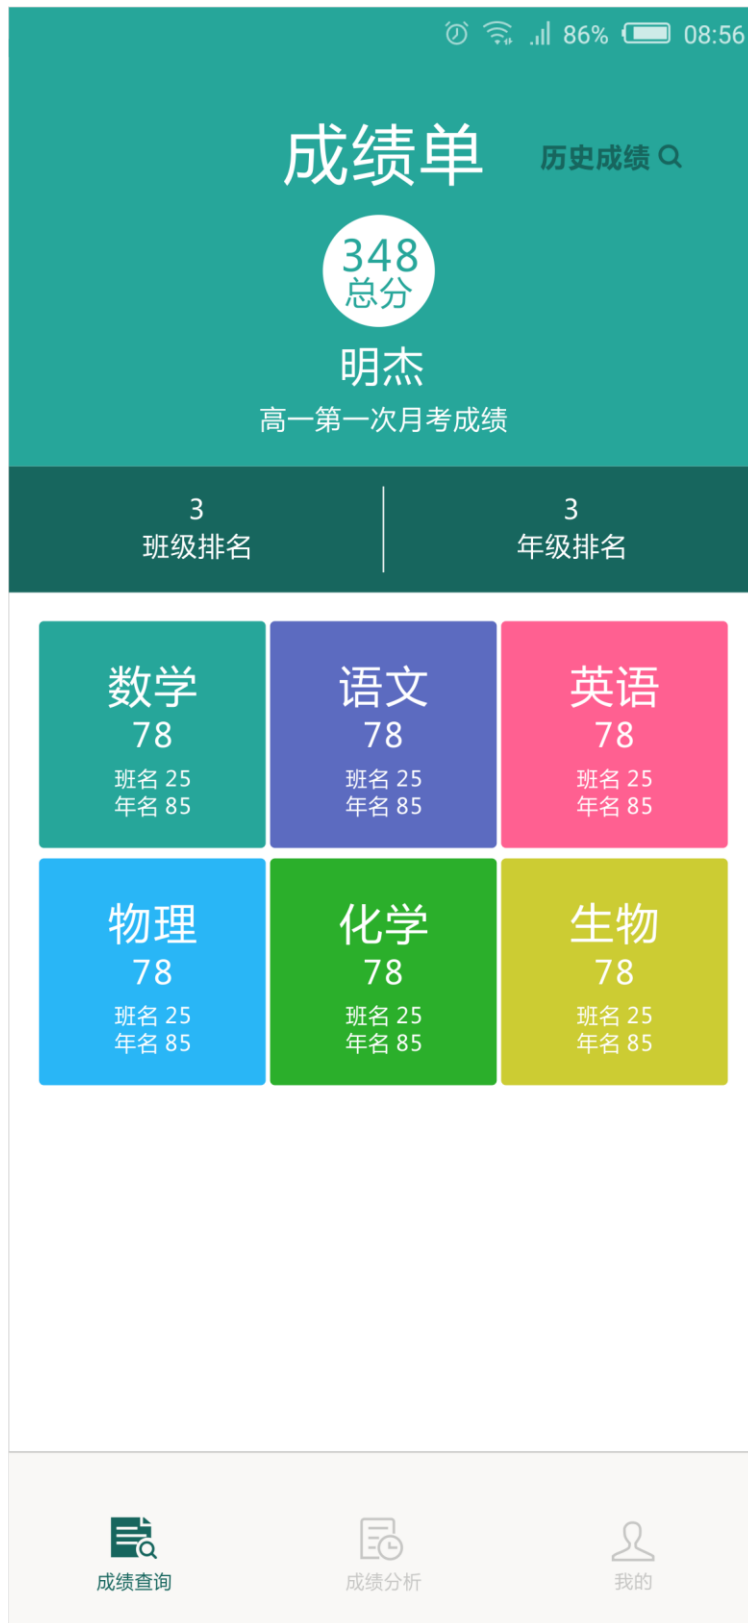 86% 08:56
成绩单
历史成绩
348
总分
明杰
高一第一次月考成绩
3
班级排名
3
年级排名
数学
78
班名 25
年名 85
语文
78
班名 25
年名 85
英语
78
班名 25
年名 85
物理
78
班名 25
年名 85
化学
78
班名 25
年名 85
生物
78
班名 25
年名 85
成绩查询
成绩分析
我的